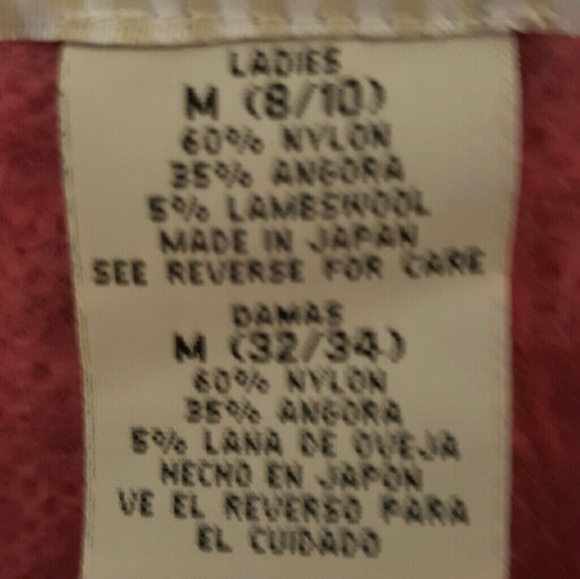 LADIES
M (8/10)
60% NYLON
35% ANGORA
5% LAMBSWOOL
MADE IN JAPAN
SEE REVERSE FOR CARE
DAMAS
M (32/34)
60% NYLON
35% ANGORA
5% LANA DE OVEJA
HECHO EN JAPON
VE EL REVERSO PARA
EL CUIDADO